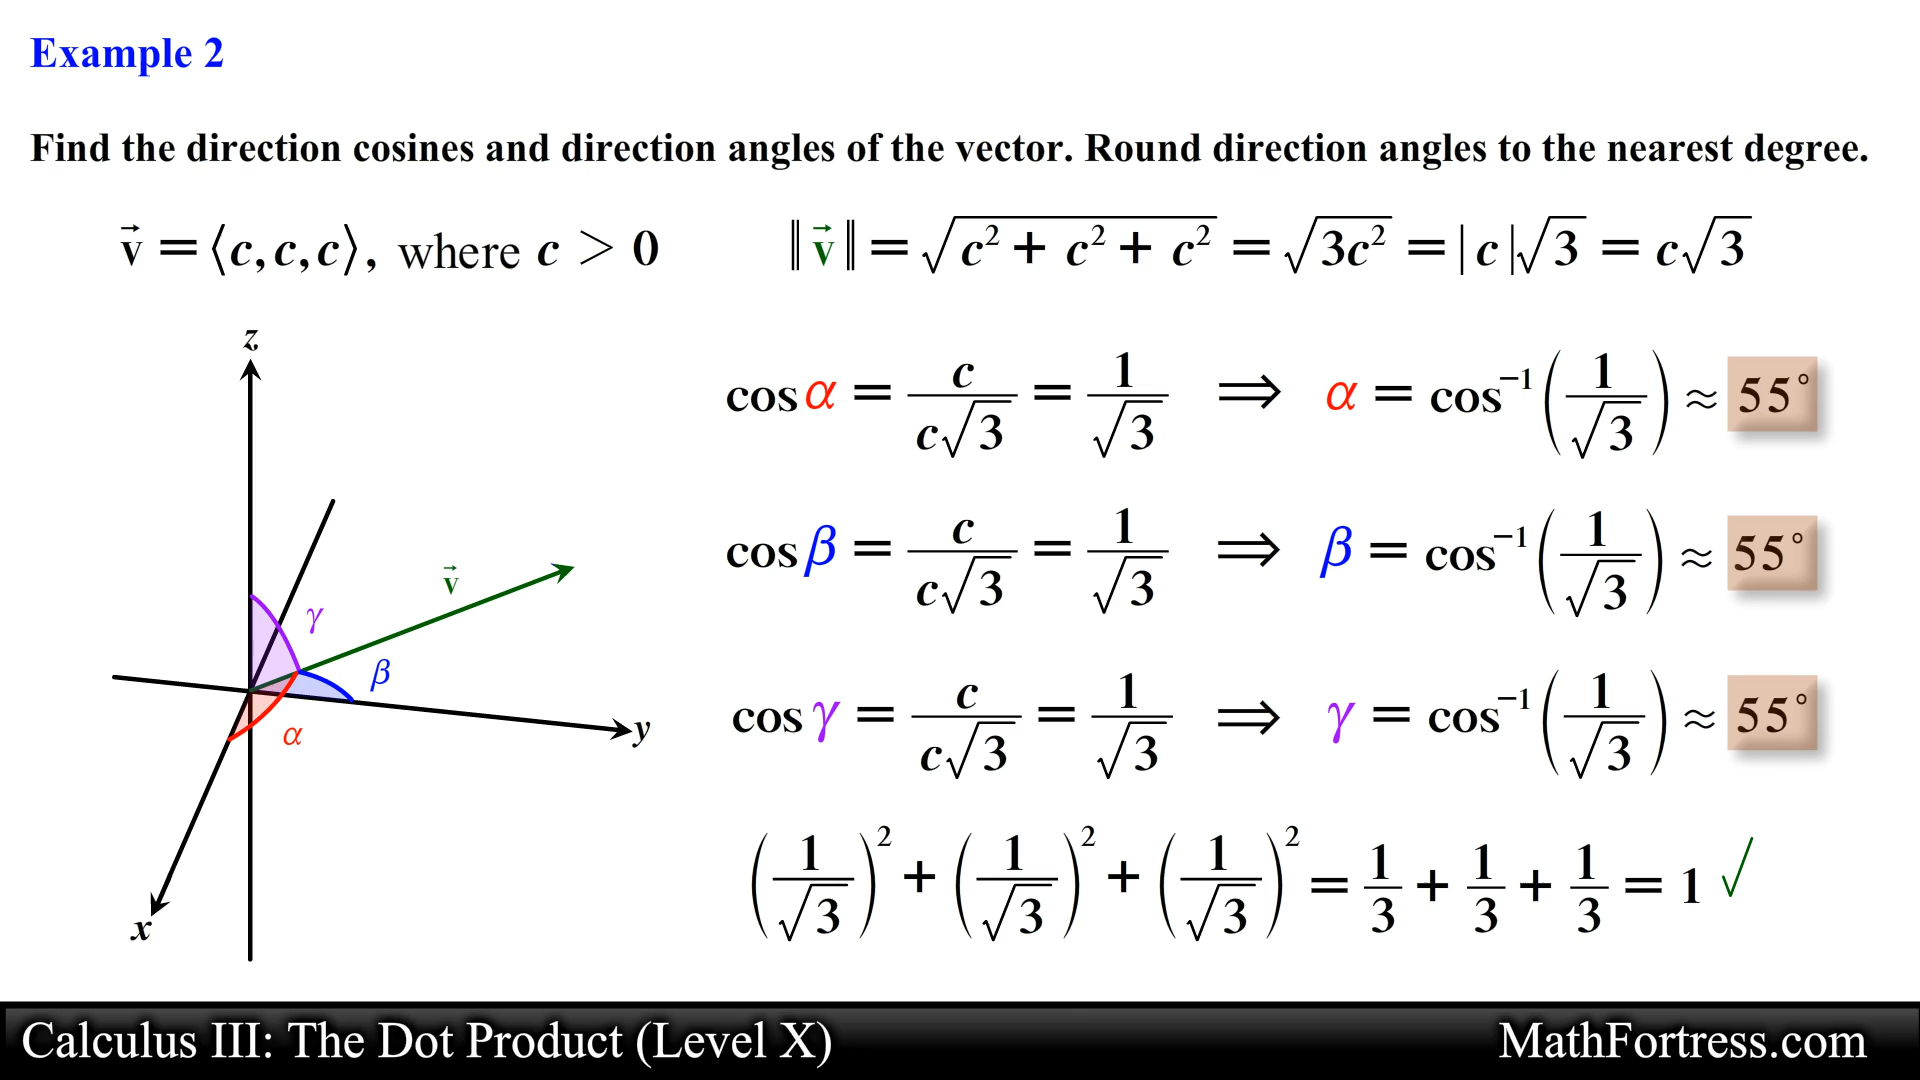 Example 2
Find the direction cosines and direction angles of the vector. Round direction angles to the nearest degree.
v⃗ = ⟨c, c, c⟩, where c > 0
‖v⃗‖ = √(c² + c² + c²) = √(3c²) = |c|√3 = c√3
z
y
x
v⃗
γ
β
α
cos α = c/(c√3) = 1/√3 ⟹ α = cos⁻¹(1/√3) ≈ 55°
cos β = c/(c√3) = 1/√3 ⟹ β = cos⁻¹(1/√3) ≈ 55°
cos γ = c/(c√3) = 1/√3 ⟹ γ = cos⁻¹(1/√3) ≈ 55°
(1/√3)² + (1/√3)² + (1/√3)² = 1/3 + 1/3 + 1/3 = 1 √
Calculus III: The Dot Product (Level X)
MathFortress.com